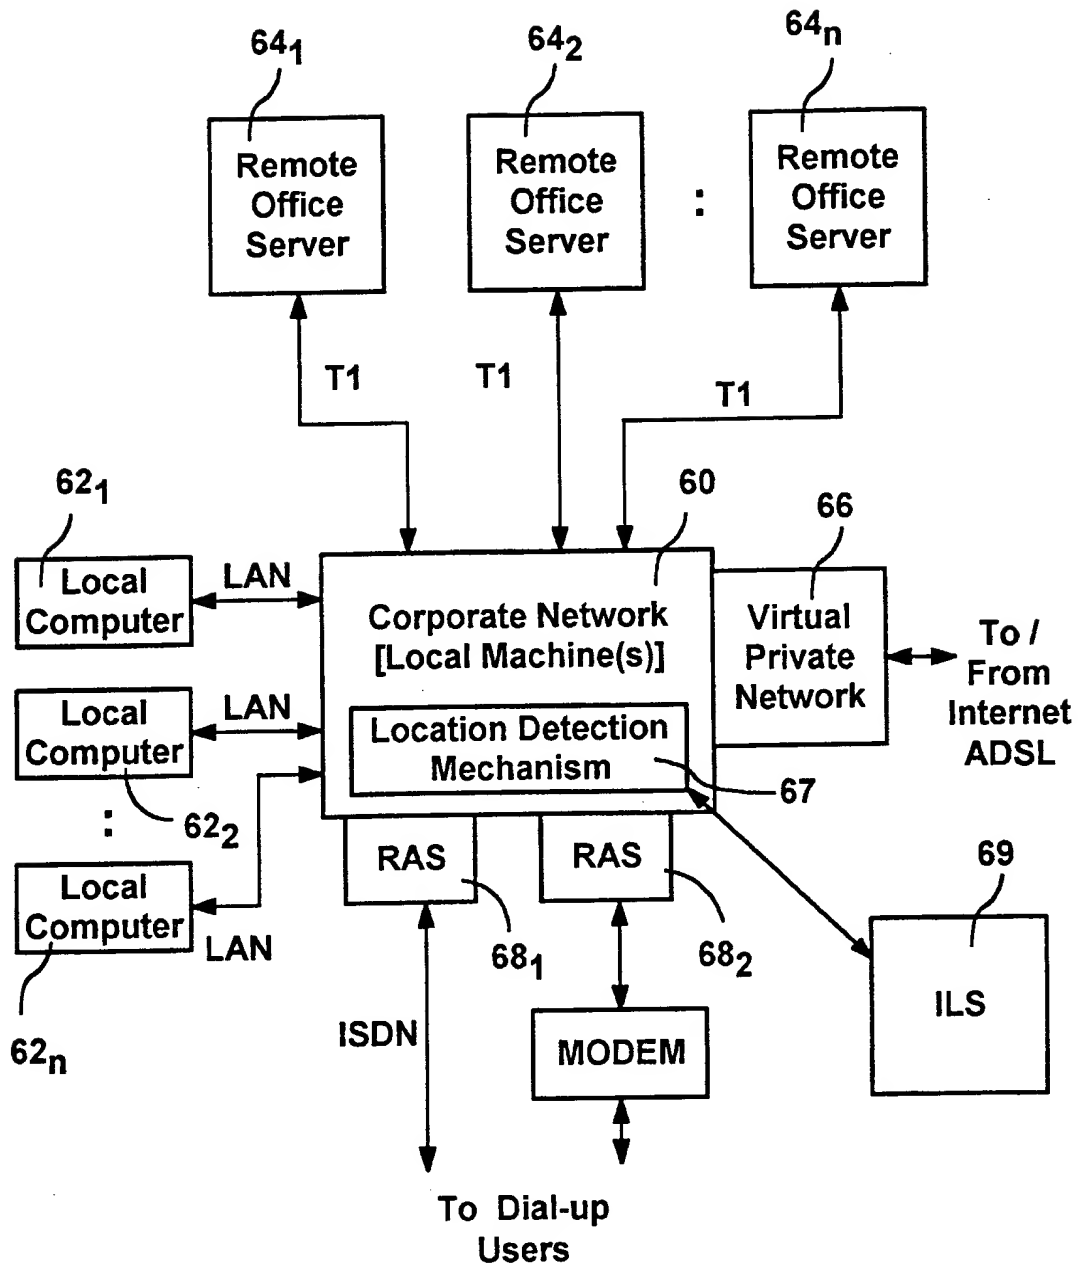 64₁
64₂
64ₙ
Remote
Office
Server
Remote
Office
Server
:
Remote
Office
Server
T1
T1
T1
62₁
60
66
Local
Computer
LAN
Corporate Network
[Local Machine(s)]
Virtual
Private
Network
To /
From
Internet
ADSL
Local
Computer
LAN
Location Detection
Mechanism
67
:
62₂
RAS
RAS
69
Local
Computer
LAN
68₁
68₂
ILS
62ₙ
ISDN
MODEM
To Dial-up
Users